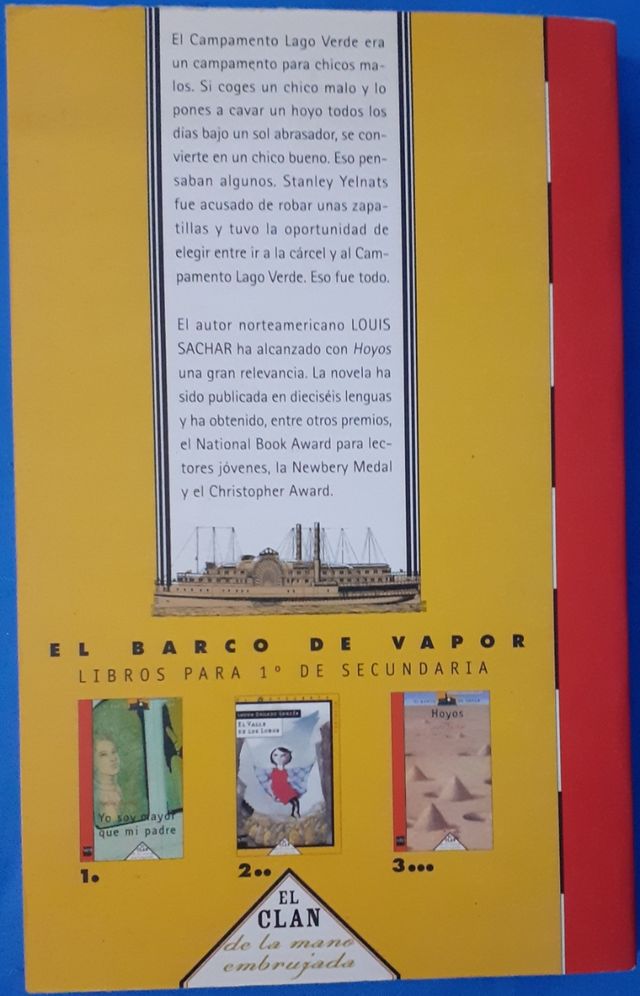 El Campamento Lago Verde era
un campamento para chicos ma-
los. Si coges un chico malo y lo
pones a cavar un hoyo todos los
días bajo un sol abrasador, se con-
vierte en un chico bueno. Eso pen-
saban algunos. Stanley Yelnats
fue acusado de robar unas zapa-
tillas y tuvo la oportunidad de
elegir entre ir a la cárcel y al Cam-
pamento Lago Verde. Eso fue todo.
El autor norteamericano LOUIS
SACHAR ha alcanzado con Hoyos
una gran relevancia. La novela ha
sido publicada en dieciséis lenguas
y ha obtenido, entre otros premios,
el National Book Award para lec-
tores jóvenes, la Newbery Medal
y el Christopher Award.
EL BARCO DE VAPOR
LIBROS PARA 1º DE SECUNDARIA
Yo soy mayor
que mi padre
1•
LAURA GALLEGO GARCÍA
EL VALLE
DE LOS LOBOS
2••
EL BARCO DE VAPOR
Hoyos
3•••
EL
CLAN
de la mano
embrujada